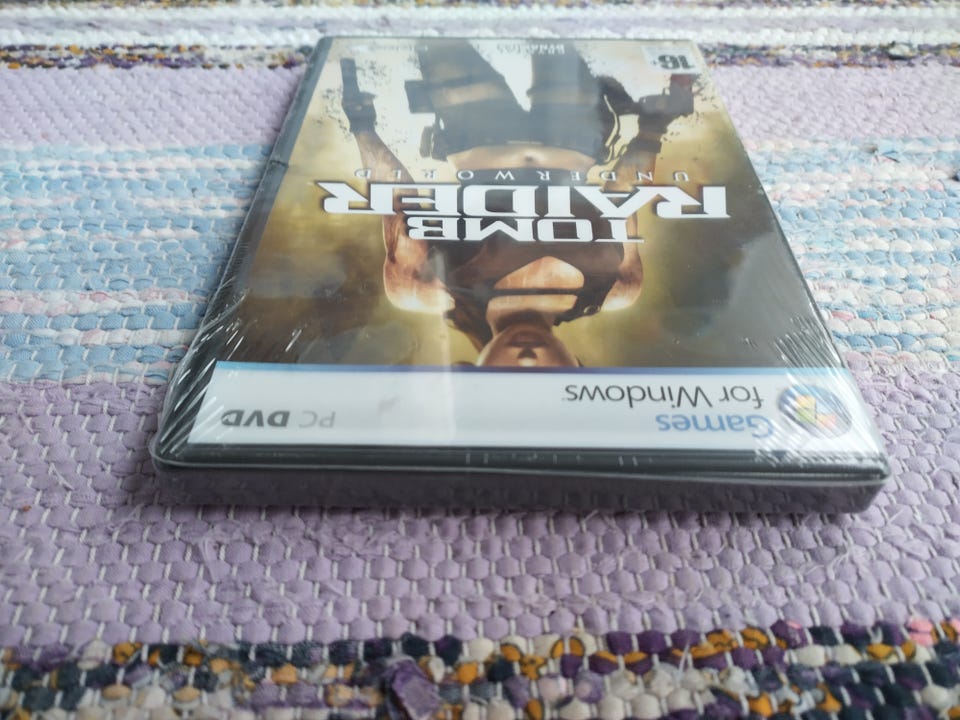 Games
for Windows
PC DVD
TOMB
RAIDER
UNDERWORLD
16+